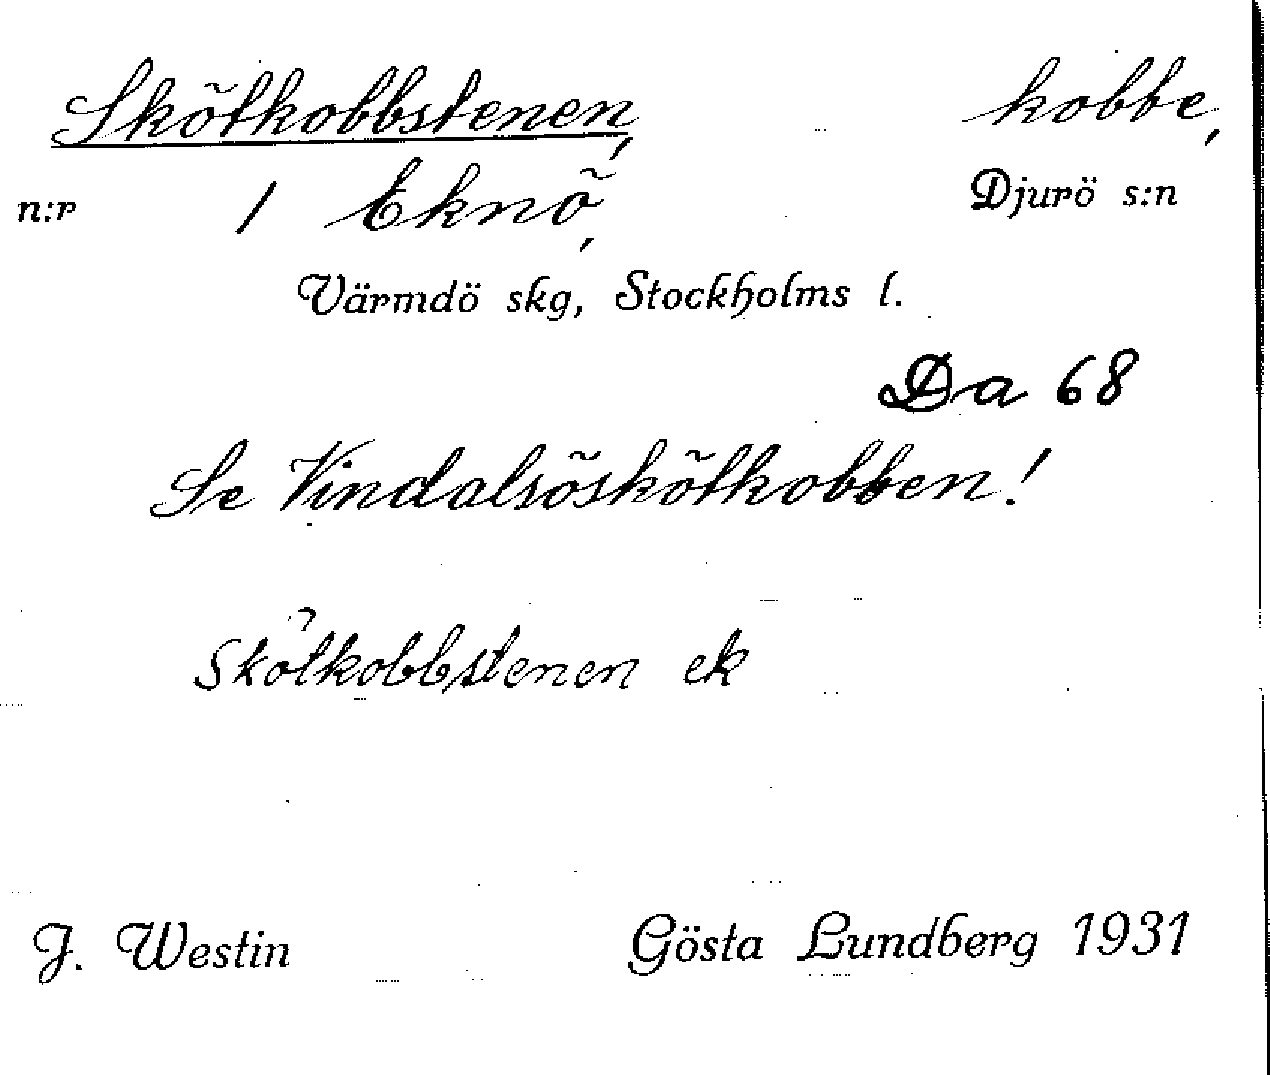 Skötkobbstenen, kobbe,
n:r 1 Eknö, Djurö s:n
Värmdö skg, Stockholms l.
Da 68
Se Vindalsöskötkobben!
Skötkobbstenen ek
J. Westin Gösta Lundberg 1931